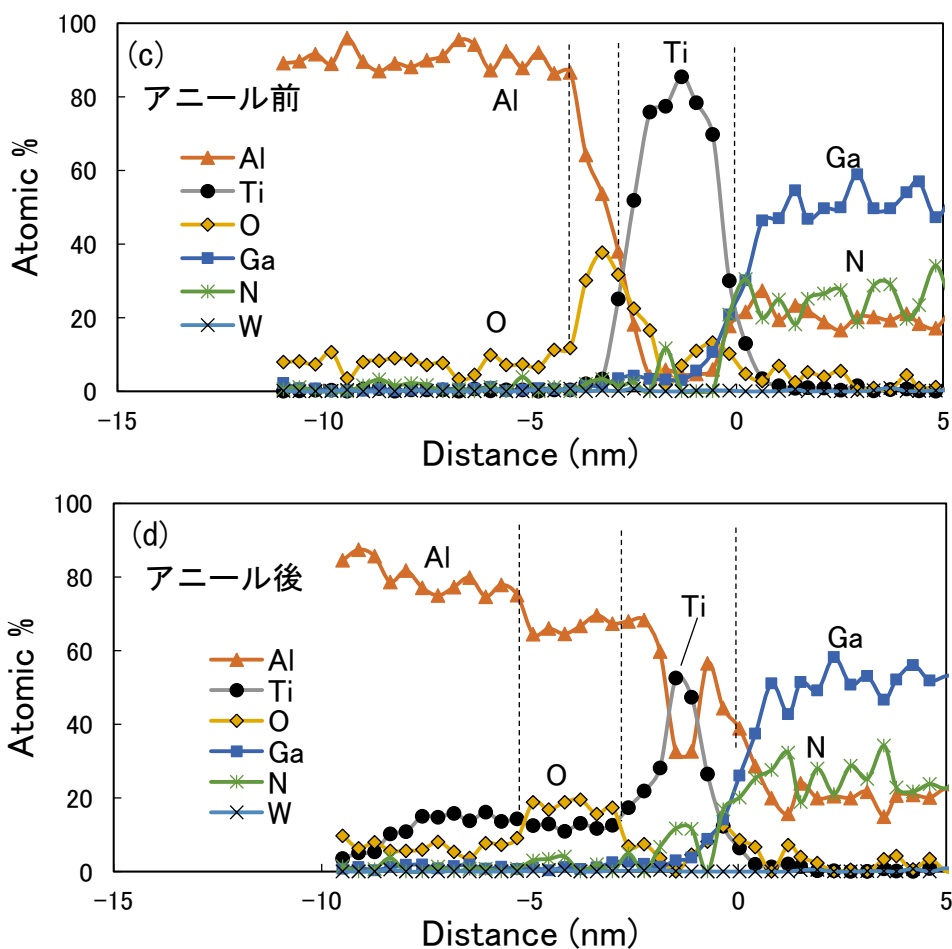 100
(c)
Ti
80
アニール前
Al
Atomic %
60
Al
Ti
O
Ga
N
W
Ga
40
N
20
O
0
−15
−10
−5
0
5
Distance (nm)
100
(d)
Al
80
アニール後
Ti
Atomic %
60
Al
Ti
O
Ga
N
W
Ga
40
O
N
20
0
−15
−10
−5
0
5
Distance (nm)